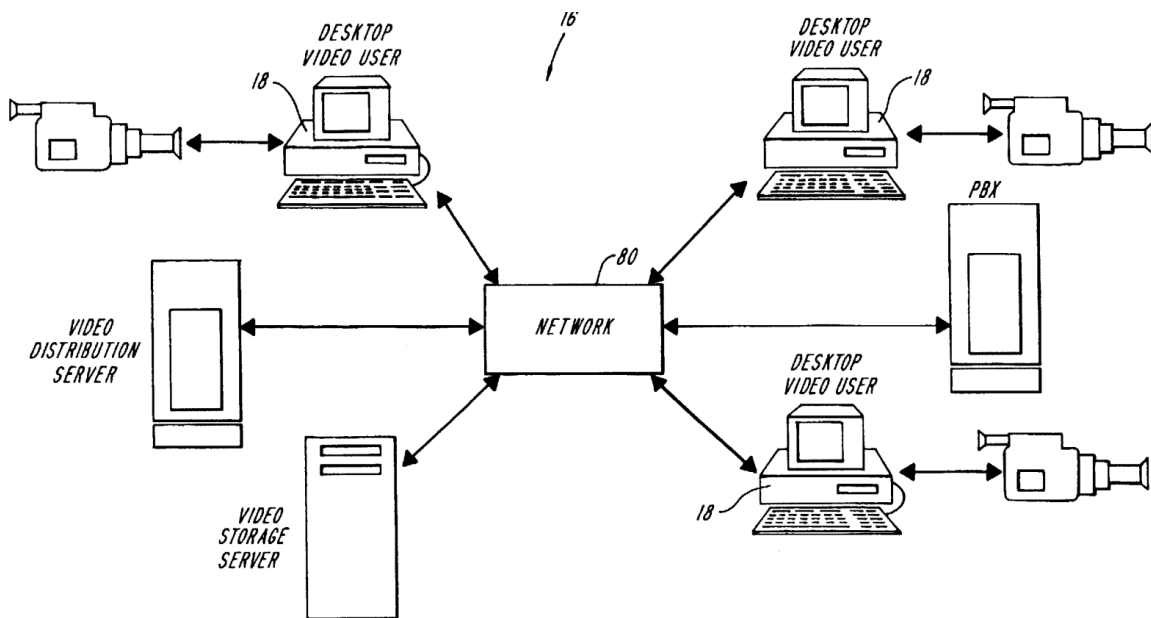 16
DESKTOP
VIDEO USER
18
DESKTOP
VIDEO USER
18
PBX
80
NETWORK
VIDEO
DISTRIBUTION
SERVER
DESKTOP
VIDEO USER
18
VIDEO
STORAGE
SERVER